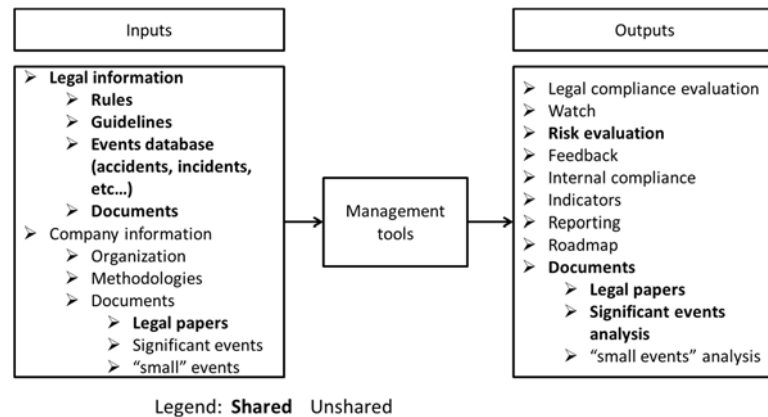 Inputs
Legal information
Rules
Guidelines
Events database
(accidents, incidents,
etc...)
Documents
Company information
Organization
Methodologies
Documents
Legal papers
Significant events
“small” events
Management
tools
Outputs
Legal compliance evaluation
Watch
Risk evaluation
Feedback
Internal compliance
Indicators
Reporting
Roadmap
Documents
Legal papers
Significant events
analysis
“small events” analysis
Legend: Shared Unshared